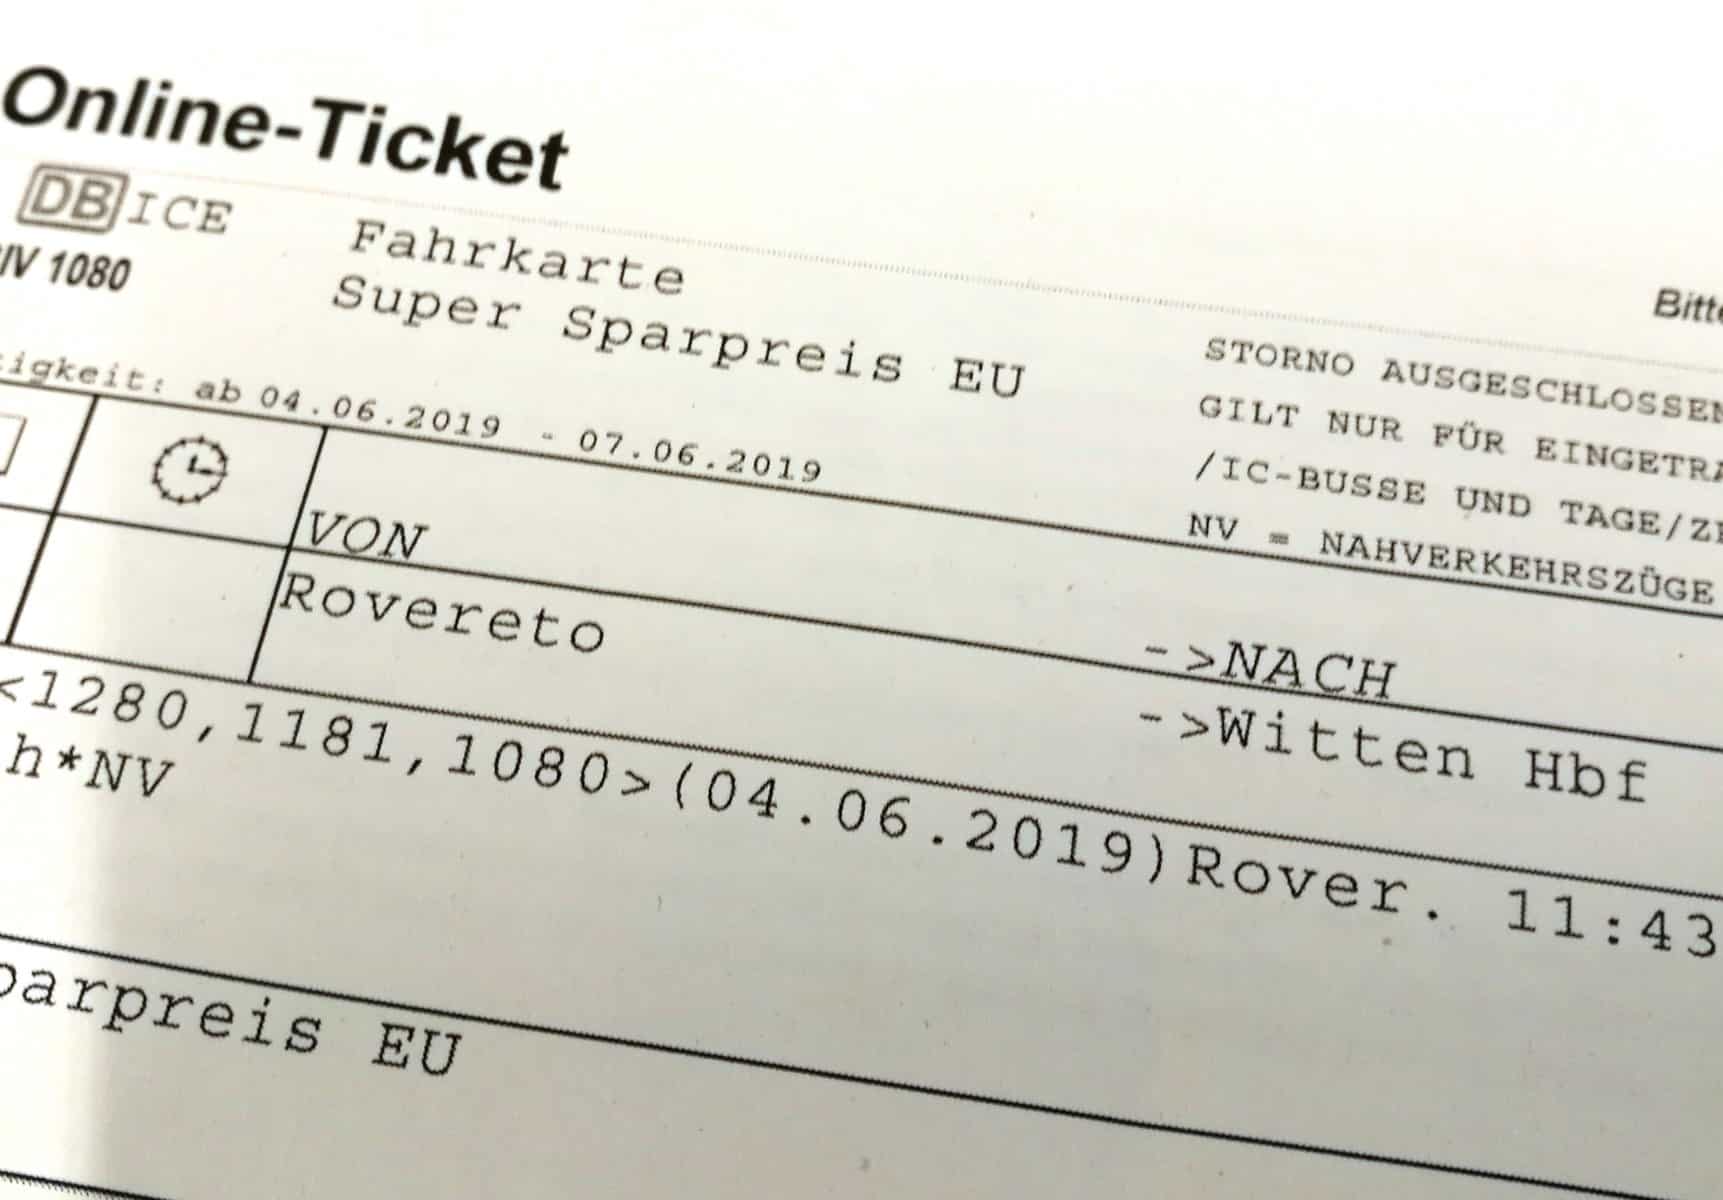 Online-Ticket
DB ICE
Fahrkarte
IV 1080
Super Sparpreis EU
Bitte
STORNO AUSGESCHLOSSEN
GILT NUR FÜR EINGETRA
/IC-BUSSE UND TAGE/ZE
NV = NAHVERKEHRSZÜGE
tigkeit: ab 04.06.2019 - 07.06.2019
VON ->NACH
Rovereto ->Witten Hbf
<1280,1181,1080>(04.06.2019)Rover. 11:43
h*NV
parpreis EU